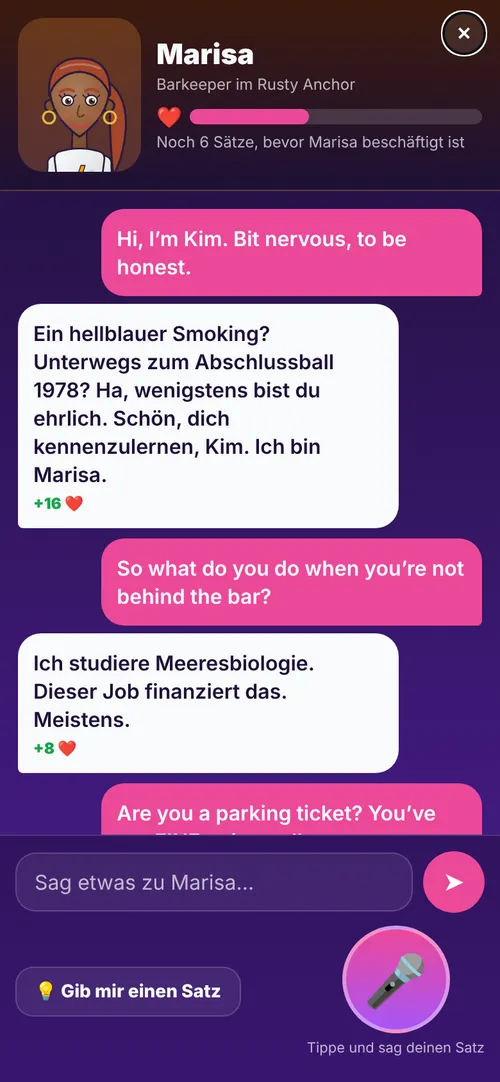 Marisa
Barkeeper im Rusty Anchor
Noch 6 Sätze, bevor Marisa beschäftigt ist
Hi, I’m Kim. Bit nervous, to be
honest.
Ein hellblauer Smoking?
Unterwegs zum Abschlussball
1978? Ha, wenigstens bist du
ehrlich. Schön, dich
kennenzulernen, Kim. Ich bin
Marisa.
+16 ❤️
So what do you do when you’re not
behind the bar?
Ich studiere Meeresbiologie.
Dieser Job finanziert das.
Meistens.
+8 ❤️
Are you a parking ticket? You’ve
Sag etwas zu Marisa...
💡 Gib mir einen Satz
Tippe und sag deinen Satz